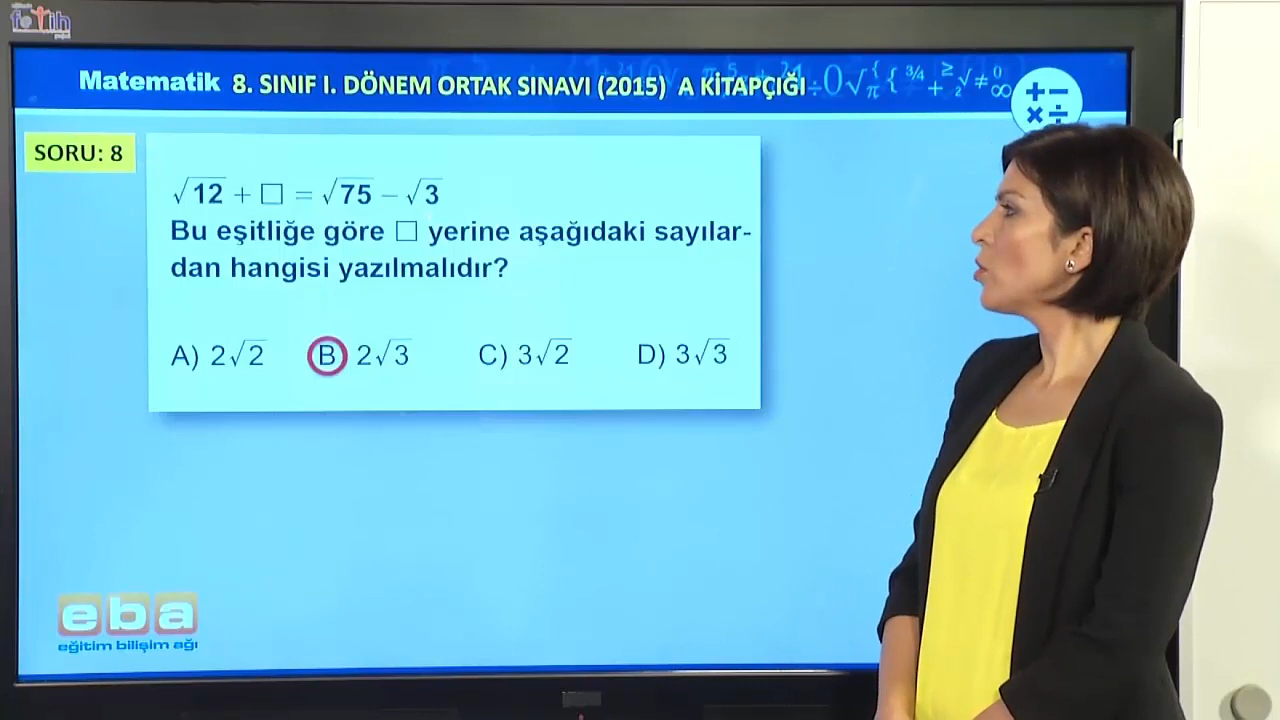 fatih
Matematik 8. SINIF I. DÖNEM ORTAK SINAVI (2015) A KİTAPÇIĞI
SORU: 8
√12 + □ = √75 − √3
Bu eşitliğe göre □ yerine aşağıdaki sayılar-
dan hangisi yazılmalıdır?
A) 2√2 B) 2√3 C) 3√2 D) 3√3
eba
eğitim bilişim ağı